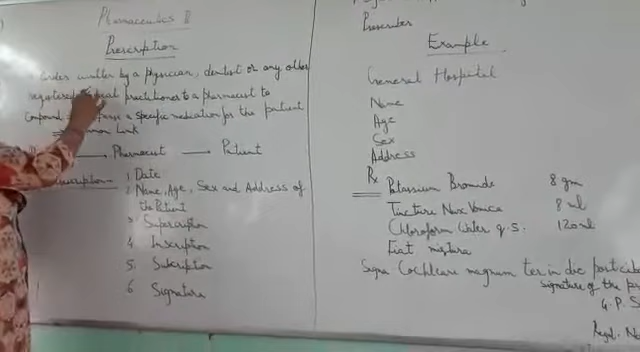 Pharmaceutics II
Prescription
Order written by a physician, dentist or any other
registered medical practitioner to a pharmacist to
Compound & dispense a specific medication for the patient
⇒ Common Link
Pharmacist → Patient
1 Date
2 Name, Age, Sex and Address of
the Patient
3 Superscription
4 Inscription
5. Subscription
6 Signature
Prescriber
Example
General Hospital
Name
Age
Sex
Address
Rx
Potassium Bromide 8 gm
Tincture Nux Vomica 8 ml
Chloroform Water q.s. 120 ml
Fiat mistura
Signa Cochleare magnum ter in die
Signature of the